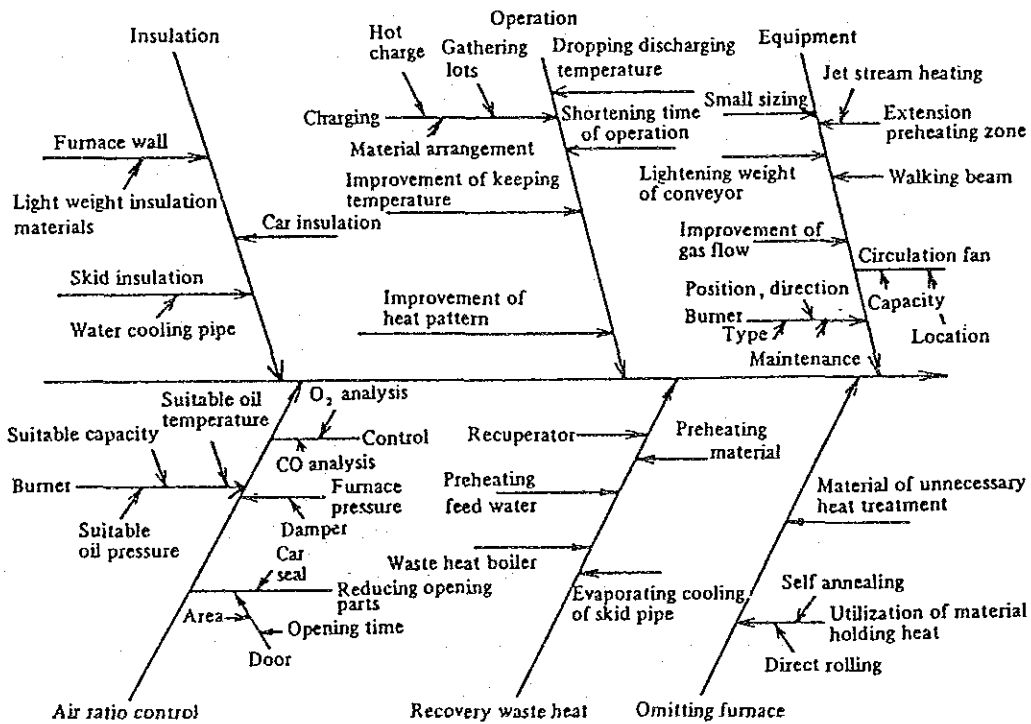 Insulation
Operation
Equipment
Hot
charge
Gathering
lots
Dropping discharging
temperature
Jet stream heating
Charging
Small sizing
Shortening time
of operation
Extension
preheating zone
Furnace wall
Material arrangement
Improvement of keeping
temperature
Lightening weight
of conveyor
Walking beam
Light weight insulation
materials
Car insulation
Improvement of
gas flow
Circulation fan
Skid insulation
Position, direction
Capacity
Water cooling pipe
Improvement of
heat pattern
Burner
Type
Location
Maintenance
Suitable oil
temperature
O₂ analysis
Suitable capacity
Control
CO analysis
Recuperator
Preheating
material
Burner
Furnace
pressure
Preheating
feed water
Material of unnecessary
heat treatment
Suitable
oil pressure
Damper
Car
seal
Waste heat boiler
Reducing opening
parts
Evaporating cooling
of skid pipe
Self annealing
Area
Opening time
Utilization of material
holding heat
Door
Direct rolling
Air ratio control
Recovery waste heat
Omitting furnace